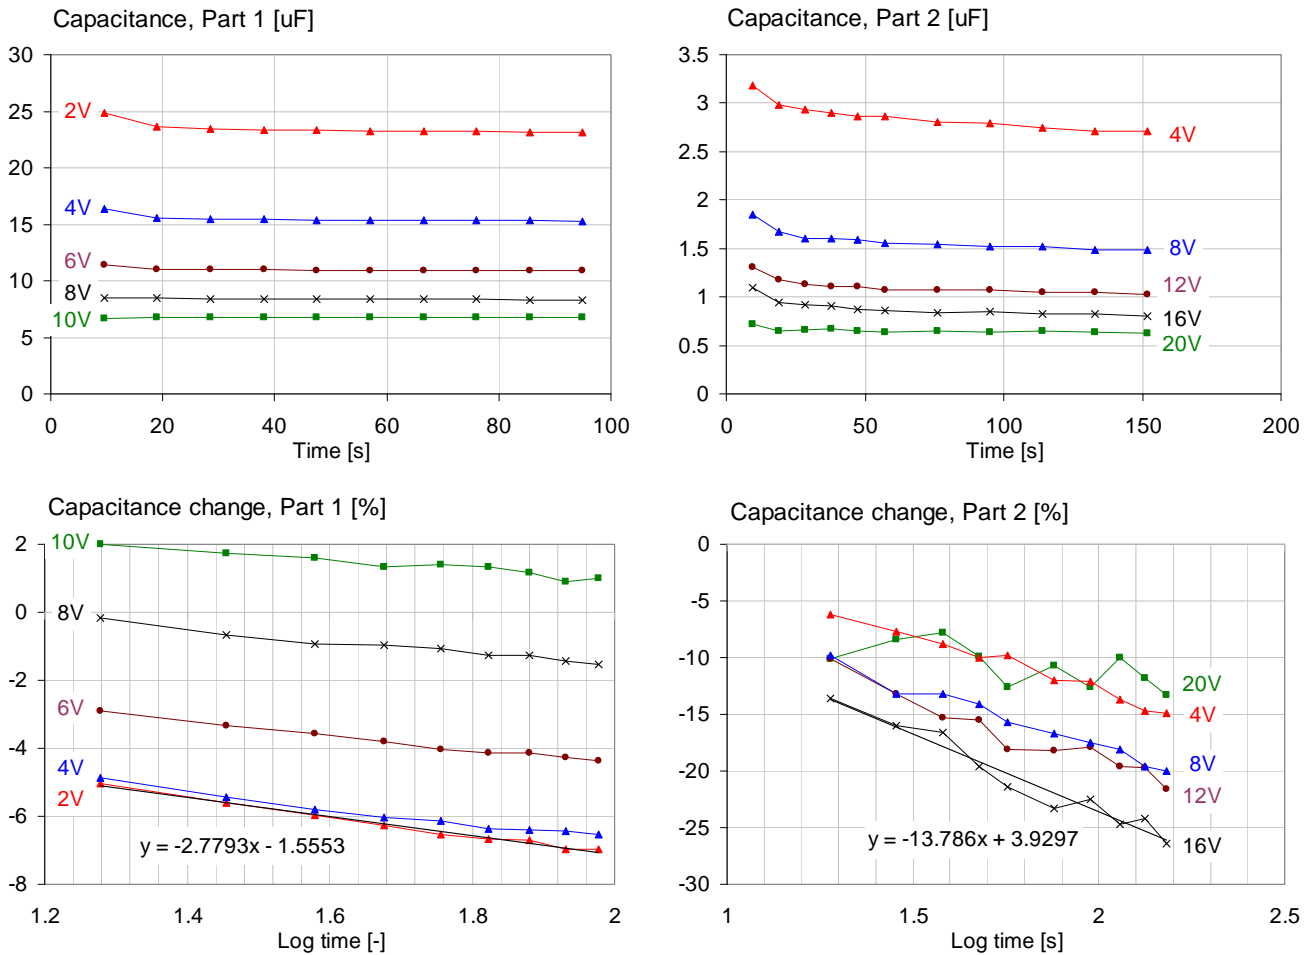 Capacitance, Part 1 [uF]
30
25
20
15
10
5
0
2V
4V
6V
8V
10V
0 20 40 60 80 100
Time [s]
Capacitance, Part 2 [uF]
3.5
3
2.5
2
1.5
1
0.5
0
4V
8V
12V
16V
20V
0 50 100 150 200
Time [s]
Capacitance change, Part 1 [%]
2
0
-2
-4
-6
-8
10V
8V
6V
4V
2V
y = -2.7793x - 1.5553
1.2 1.4 1.6 1.8 2
Log time [-]
Capacitance change, Part 2 [%]
0
-5
-10
-15
-20
-25
-30
20V
4V
8V
12V
16V
y = -13.786x + 3.9297
1 1.5 2 2.5
Log time [s]